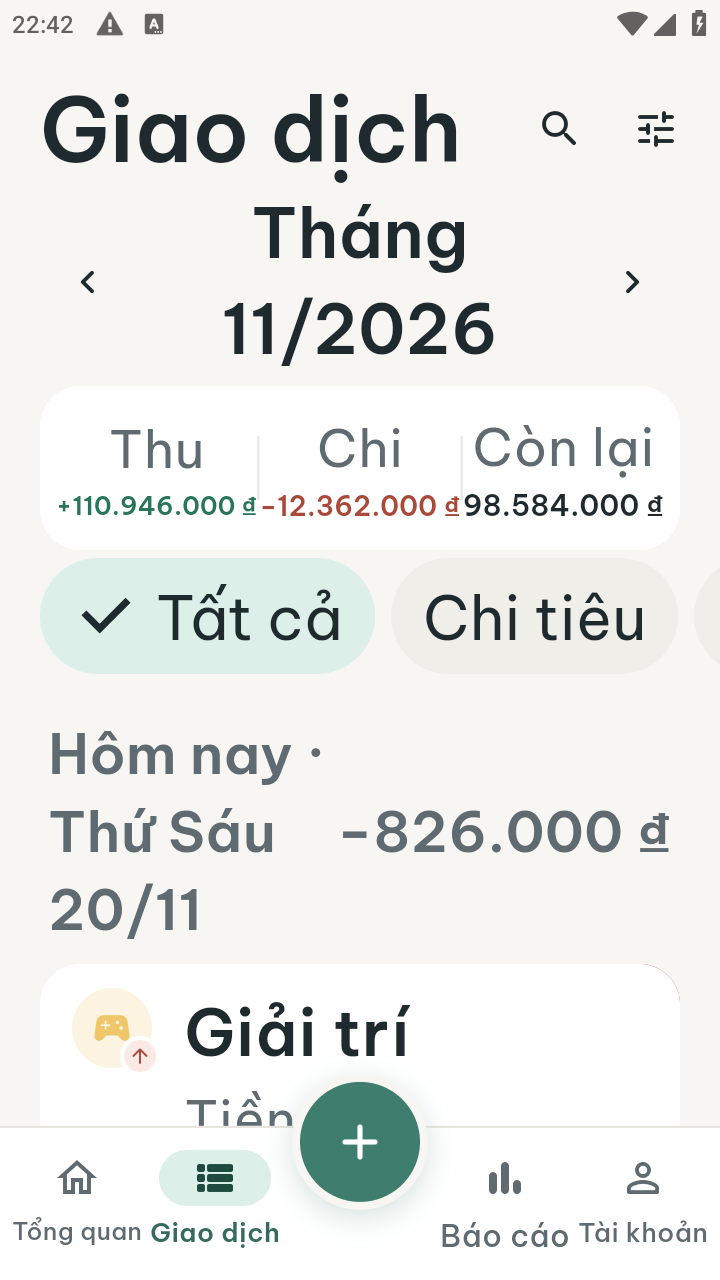 22:42
Giao dịch
Tháng
11/2026
Thu Chi Còn lại
+110.946.000 ₫ −12.362.000 ₫ 98.584.000 ₫
Tất cả Chi tiêu
Hôm nay ·
Thứ Sáu −826.000 ₫
20/11
Giải trí
Tiền
Tổng quan Giao dịch Báo cáo Tài khoản